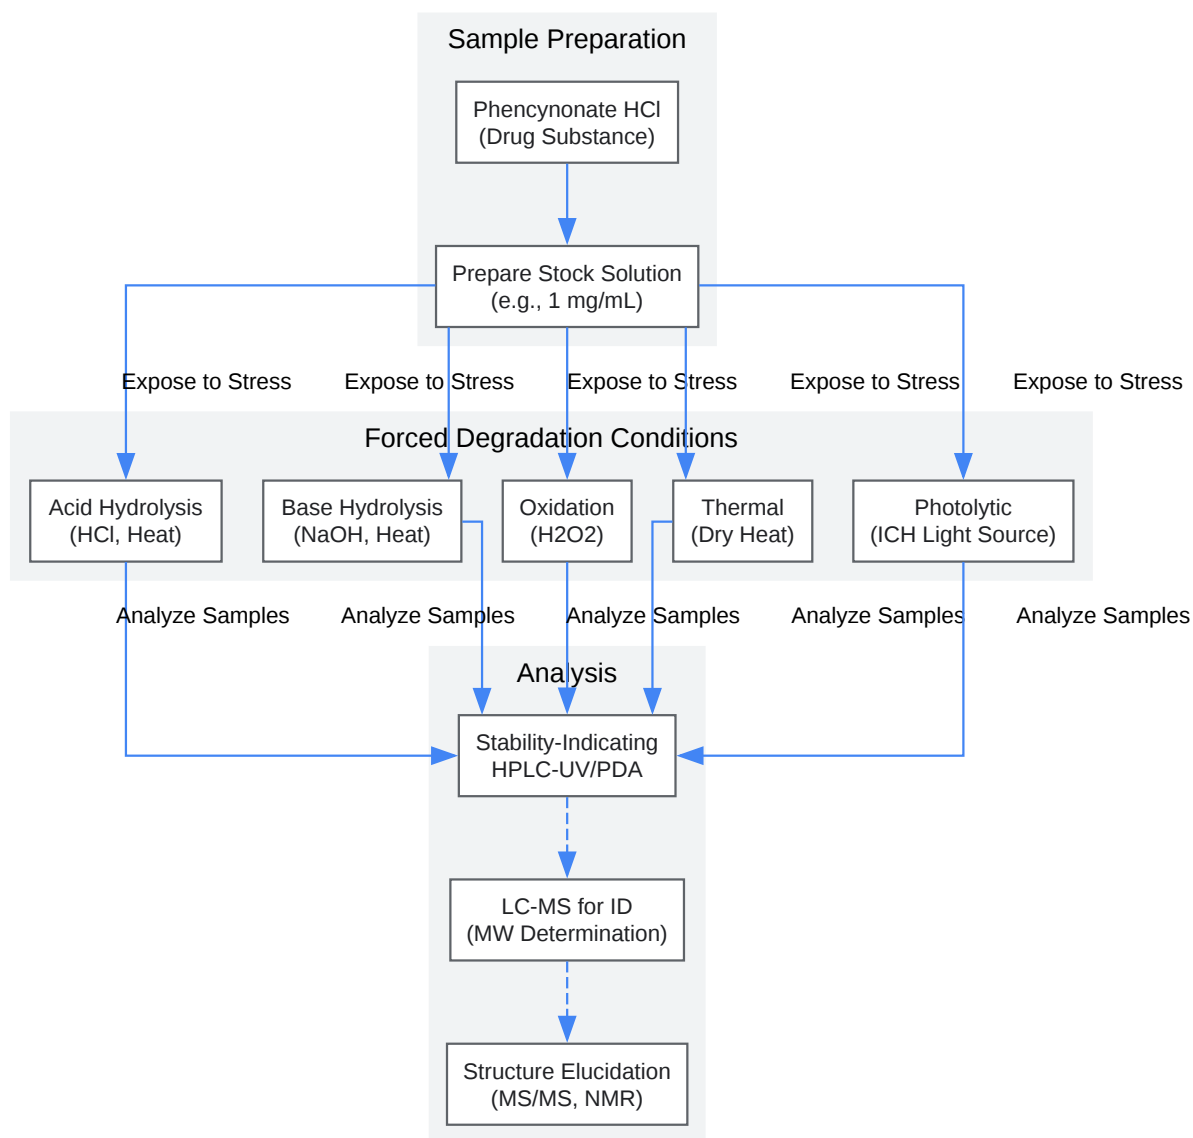 Sample Preparation
Phencynonate HCl
(Drug Substance)
Prepare Stock Solution
(e.g., 1 mg/mL)
Expose to Stress
Expose to Stress
Expose to Stress
Expose to Stress
Expose to Stress
Forced Degradation Conditions
Acid Hydrolysis
(HCl, Heat)
Base Hydrolysis
(NaOH, Heat)
Oxidation
(H2O2)
Thermal
(Dry Heat)
Photolytic
(ICH Light Source)
Analyze Samples
Analyze Samples
Analyze Samples
Analyze Samples
Analyze Samples
Analysis
Stability-Indicating
HPLC-UV/PDA
LC-MS for ID
(MW Determination)
Structure Elucidation
(MS/MS, NMR)